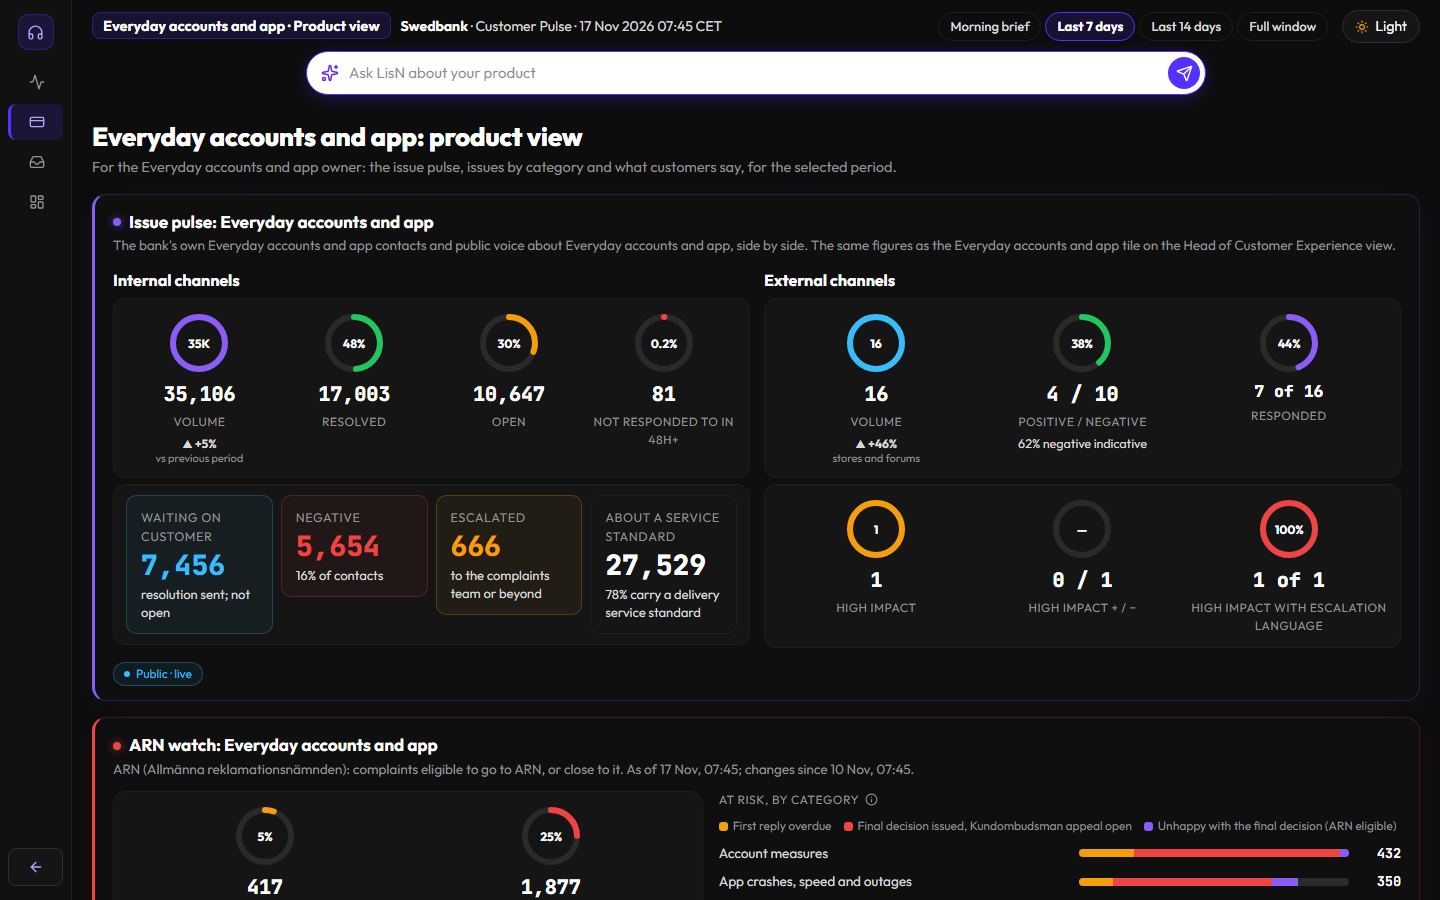 Everyday accounts and app · Product view
Swedbank · Customer Pulse · 17 Nov 2026 07:45 CET
Morning brief
Last 7 days
Last 14 days
Full window
Light
Ask LisN about your product
Everyday accounts and app: product view
For the Everyday accounts and app owner: the issue pulse, issues by category and what customers say, for the selected period.
Issue pulse: Everyday accounts and app
The bank's own Everyday accounts and app contacts and public voice about Everyday accounts and app, side by side. The same figures as the Everyday accounts and app tile on the Head of Customer Experience view.
Internal channels
35K
48%
30%
0.2%
35,106
17,003
10,647
81
VOLUME
RESOLVED
OPEN
NOT RESPONDED TO IN
48H+
▲ +5%
vs previous period
WAITING ON
CUSTOMER
7,456
resolution sent; not
open
NEGATIVE
5,654
16% of contacts
ESCALATED
666
to the complaints
team or beyond
ABOUT A SERVICE
STANDARD
27,529
78% carry a delivery
service standard
External channels
16
38%
44%
16
4 / 10
7 of 16
VOLUME
POSITIVE / NEGATIVE
RESPONDED
▲ +46%
stores and forums
62% negative indicative
1
–
100%
1
0 / 1
1 of 1
HIGH IMPACT
HIGH IMPACT + / −
HIGH IMPACT WITH ESCALATION
LANGUAGE
Public · live
ARN watch: Everyday accounts and app
ARN (Allmänna reklamationsnämnden): complaints eligible to go to ARN, or close to it. As of 17 Nov, 07:45; changes since 10 Nov, 07:45.
5%
25%
417
1,877
AT RISK, BY CATEGORY
First reply overdue
Final decision issued, Kundombudsman appeal open
Unhappy with the final decision (ARN eligible)
Account measures
432
App crashes, speed and outages
350